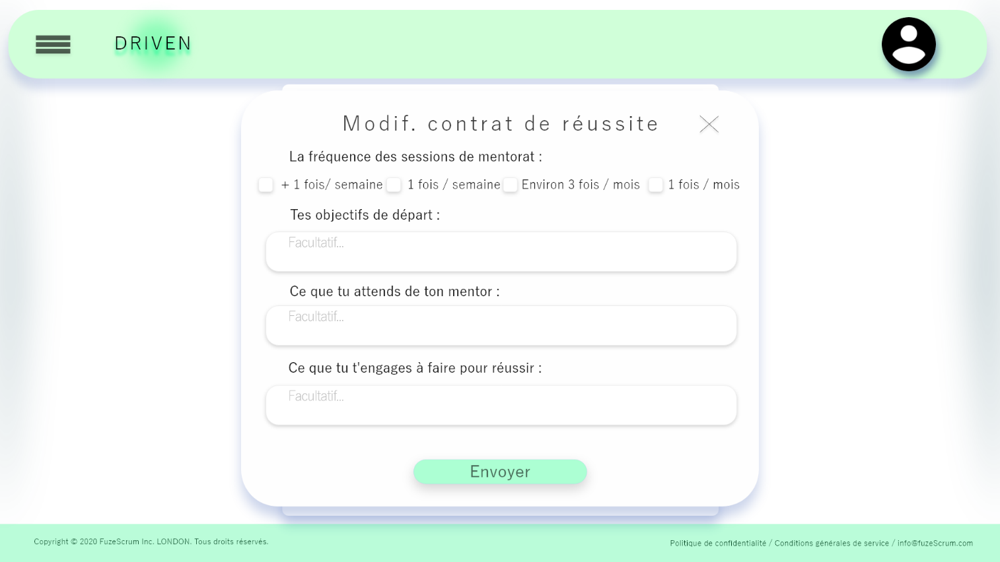 DRIVEN
Modif. contrat de réussite
La fréquence des sessions de mentorat :
+ 1 fois/ semaine 1 fois / semaine Environ 3 fois / mois 1 fois / mois
Tes objectifs de départ :
Facultatif...
Ce que tu attends de ton mentor :
Facultatif...
Ce que tu t'engages à faire pour réussir :
Facultatif...
Envoyer
Copyright © 2020 FuzeScrum Inc. LONDON. Tous droits réservés.
Politique de confidentialité / Conditions générales de service / info@fuzeScrum.com